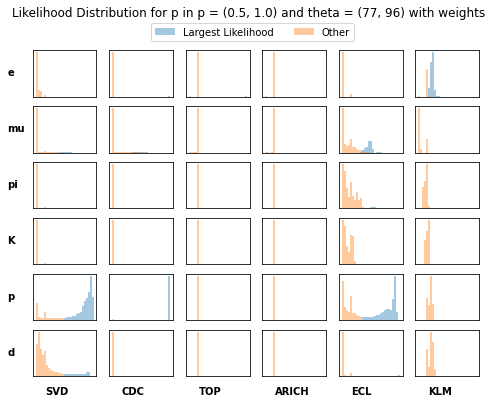 Likelihood Distribution for p in p = (0.5, 1.0) and theta = (77, 96) with weights
Largest Likelihood Other
e
mu
pi
K
p
d
SVD CDC TOP ARICH ECL KLM